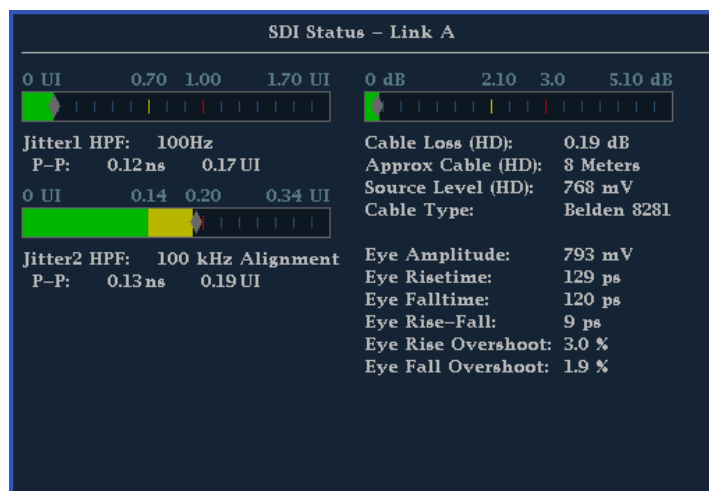 SDI Status – Link A
0 UI 0.70 1.00 1.70 UI
Jitter1 HPF: 100Hz
P–P: 0.12 ns 0.17 UI
0 UI 0.14 0.20 0.34 UI
Jitter2 HPF: 100 kHz Alignment
P–P: 0.13 ns 0.19 UI
0 dB 2.10 3.0 5.10 dB
Cable Loss (HD): 0.19 dB
Approx Cable (HD): 8 Meters
Source Level (HD): 768 mV
Cable Type: Belden 8281
Eye Amplitude: 793 mV
Eye Risetime: 129 ps
Eye Falltime: 120 ps
Eye Rise–Fall: 9 ps
Eye Rise Overshoot: 3.0 %
Eye Fall Overshoot: 1.9 %